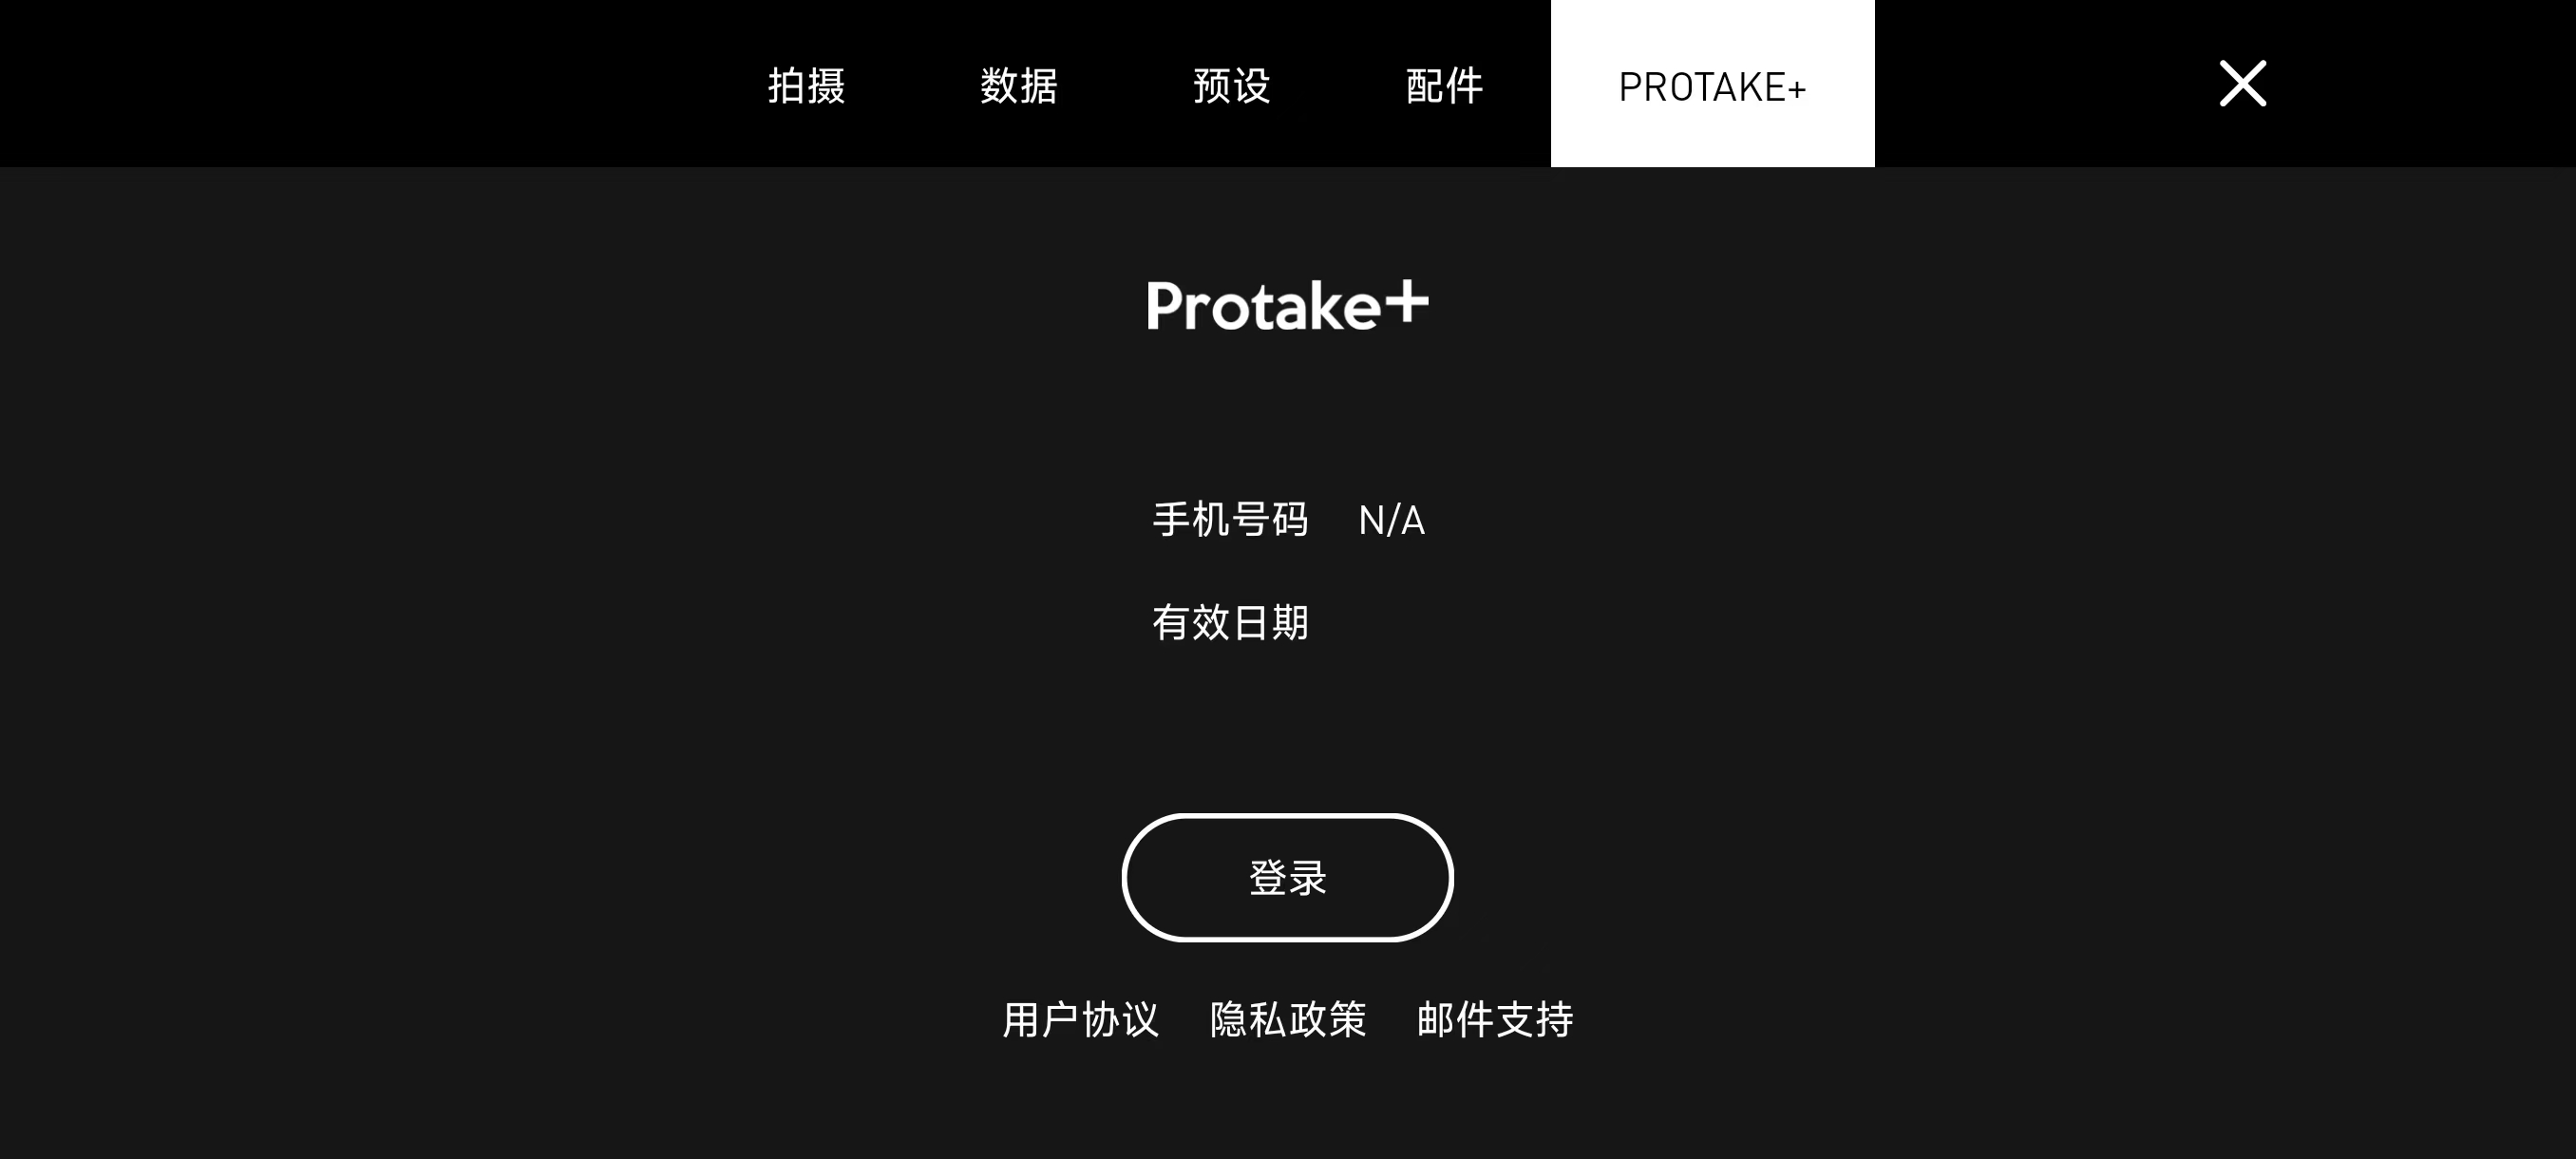 拍摄 数据 预设 配件 PROTAKE+
Protake+
手机号码 N/A
有效日期
登录
用户协议 隐私政策 邮件支持